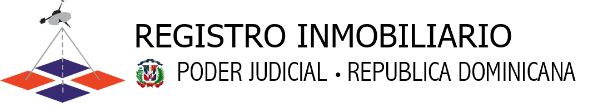 REGISTRO INMOBILIARIO
PODER JUDICIAL • REPUBLICA DOMINICANA